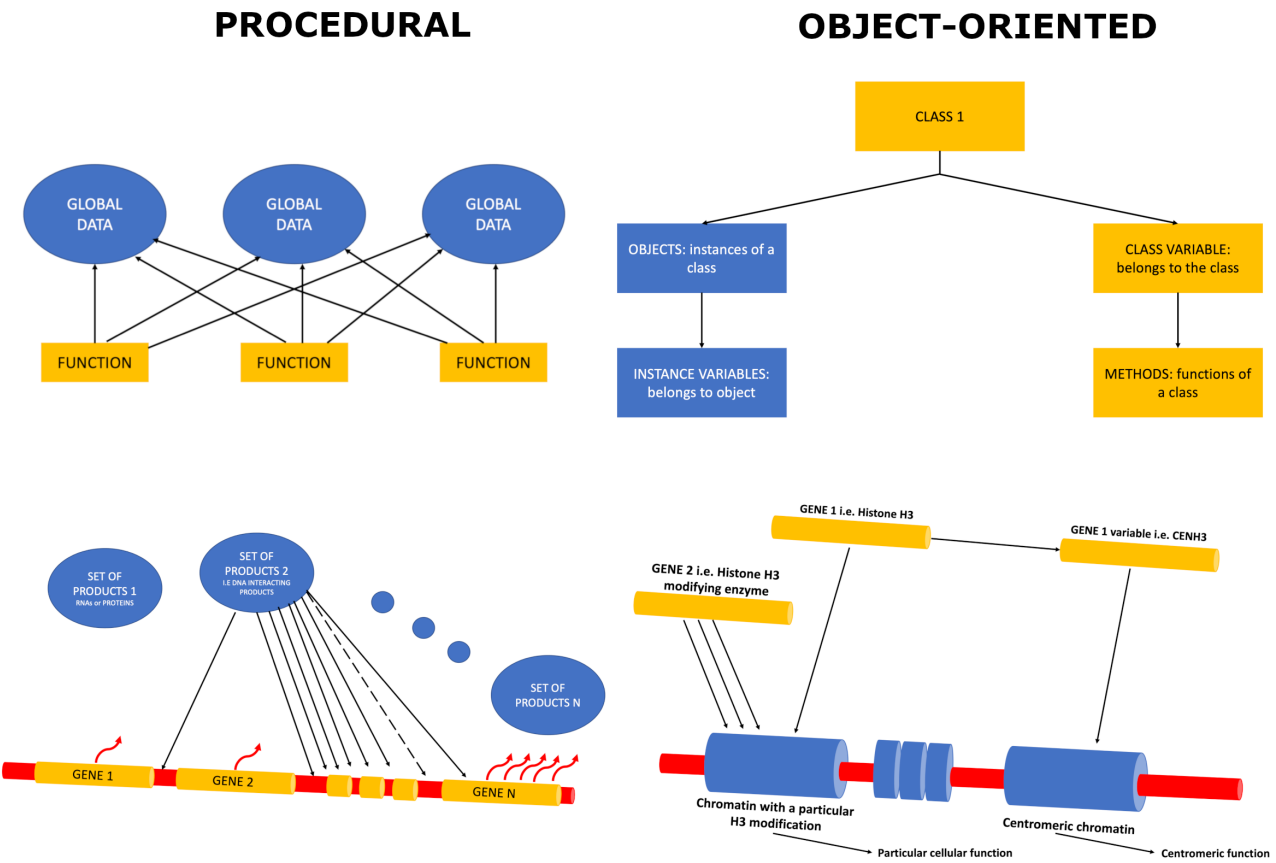 PROCEDURAL
OBJECT-ORIENTED
GLOBAL
DATA
GLOBAL
DATA
GLOBAL
DATA
FUNCTION
FUNCTION
FUNCTION
CLASS 1
OBJECTS: instances of a
class
CLASS VARIABLE:
belongs to the class
INSTANCE VARIABLES:
belongs to object
METHODS: functions of
a class
SET OF
PRODUCTS 1
RNAs or PROTEINS
SET OF
PRODUCTS 2
I.E DNA INTERACTING
PRODUCTS
SET OF
PRODUCTS N
GENE 1
GENE 2
GENE N
GENE 1 i.e. Histone H3
GENE 1 variable i.e. CENH3
GENE 2 i.e. Histone H3
modifying enzyme
Chromatin with a particular
H3 modification
Particular cellular function
Centromeric chromatin
Centromeric function